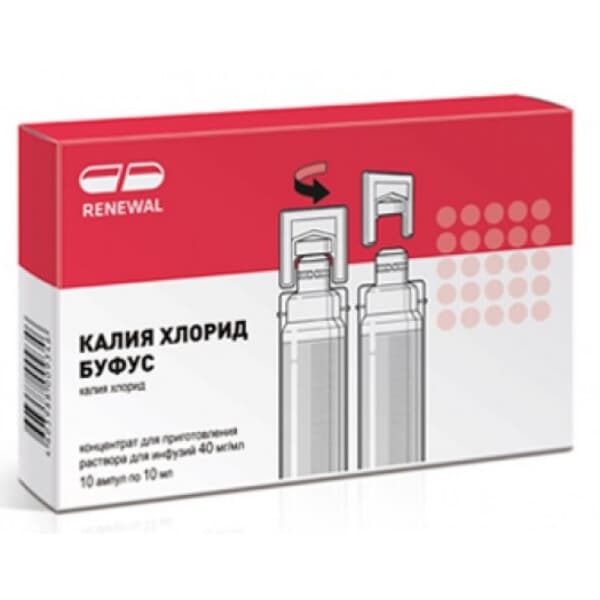 RENEWAL
КАЛИЯ ХЛОРИД
БУФУС
калия хлорид
концентрат для приготовления
раствора для инфузий 40 мг/мл
10 ампул по 10 мл